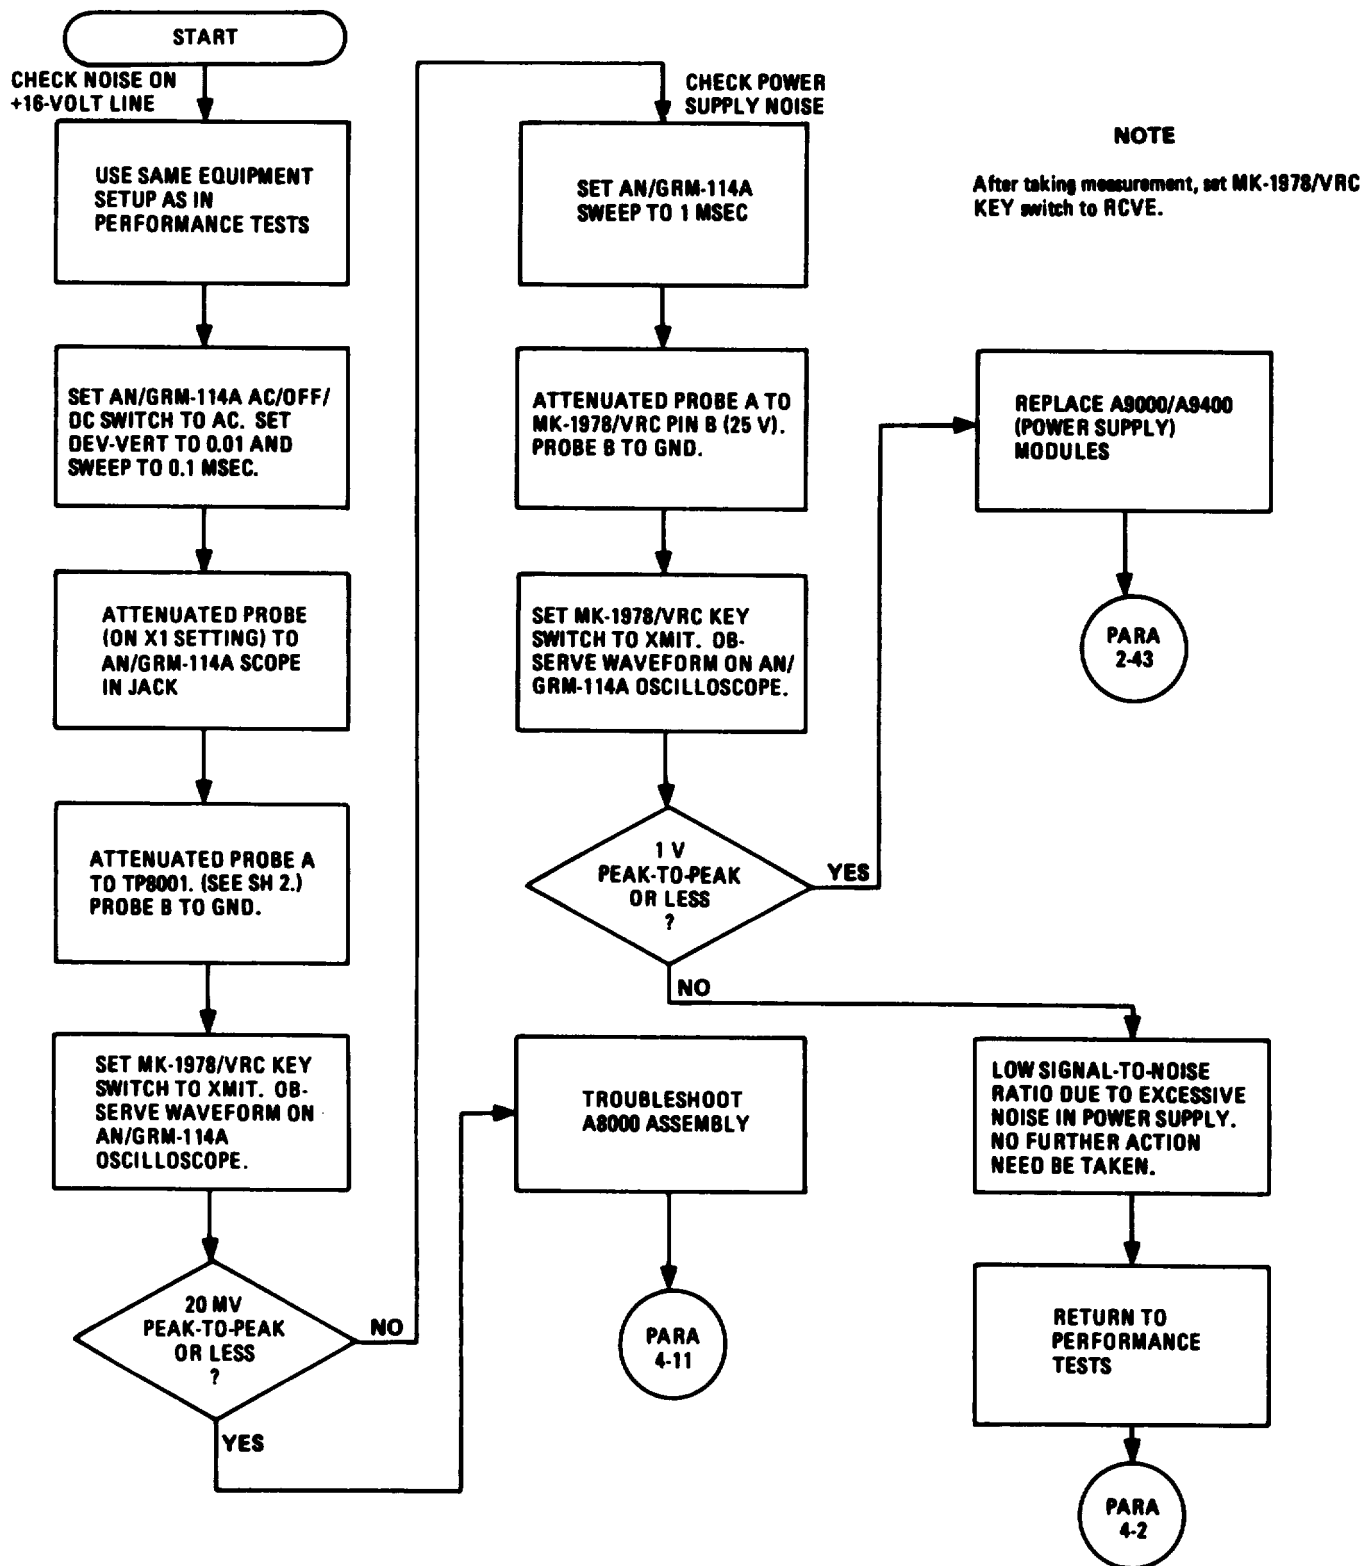 START
CHECK NOISE ON
+16-VOLT LINE
USE SAME EQUIPMENT
SETUP AS IN
PERFORMANCE TESTS
SET AN/GRM-114A AC/OFF/
DC SWITCH TO AC. SET
DEV-VERT TO 0.01 AND
SWEEP TO 0.1 MSEC.
ATTENUATED PROBE
(ON X1 SETTING) TO
AN/GRM-114A SCOPE
IN JACK
ATTENUATED PROBE A
TO TP8001. (SEE SH 2.)
PROBE B TO GND.
SET MK-1978/VRC KEY
SWITCH TO XMIT. OB-
SERVE WAVEFORM ON
AN/GRM-114A
OSCILLOSCOPE.
20 MV
PEAK-TO-PEAK
OR LESS
?
NO
YES
CHECK POWER
SUPPLY NOISE
SET AN/GRM-114A
SWEEP TO 1 MSEC
ATTENUATED PROBE A TO
MK-1978/VRC PIN B (25 V).
PROBE B TO GND.
SET MK-1978/VRC KEY
SWITCH TO XMIT. OB-
SERVE WAVEFORM ON AN/
GRM-114A OSCILLOSCOPE.
1 V
PEAK-TO-PEAK
OR LESS
?
YES
NO
TROUBLESHOOT
A8000 ASSEMBLY
PARA
4-11
NOTE
After taking measurement, set MK-1978/VRC
KEY switch to RCVE.
REPLACE A9000/A9400
(POWER SUPPLY)
MODULES
PARA
2-43
LOW SIGNAL-TO-NOISE
RATIO DUE TO EXCESSIVE
NOISE IN POWER SUPPLY.
NO FURTHER ACTION
NEED BE TAKEN.
RETURN TO
PERFORMANCE
TESTS
PARA
4-2